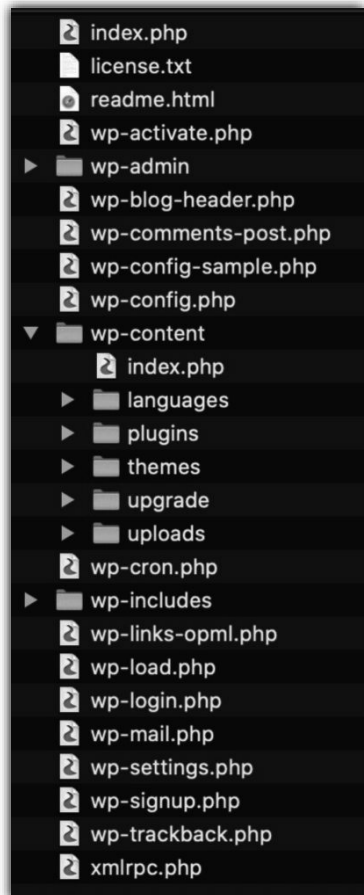 index.php
license.txt
readme.html
wp-activate.php
wp-admin
wp-blog-header.php
wp-comments-post.php
wp-config-sample.php
wp-config.php
wp-content
index.php
languages
plugins
themes
upgrade
uploads
wp-cron.php
wp-includes
wp-links-opml.php
wp-load.php
wp-login.php
wp-mail.php
wp-settings.php
wp-signup.php
wp-trackback.php
xmlrpc.php